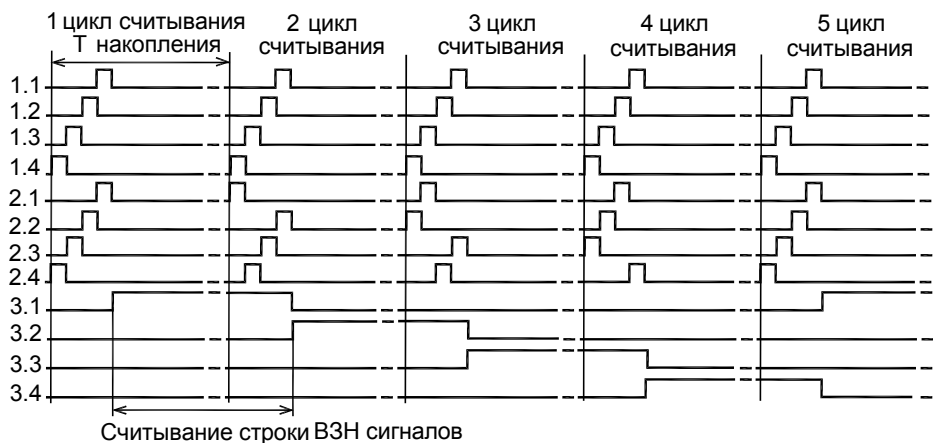 1 цикл считывания
T накопления
2 цикл
считывания
3 цикл
считывания
4 цикл
считывания
5 цикл
считывания
1.1
1.2
1.3
1.4
2.1
2.2
2.3
2.4
3.1
3.2
3.3
3.4
Считывание строки ВЗН сигналов